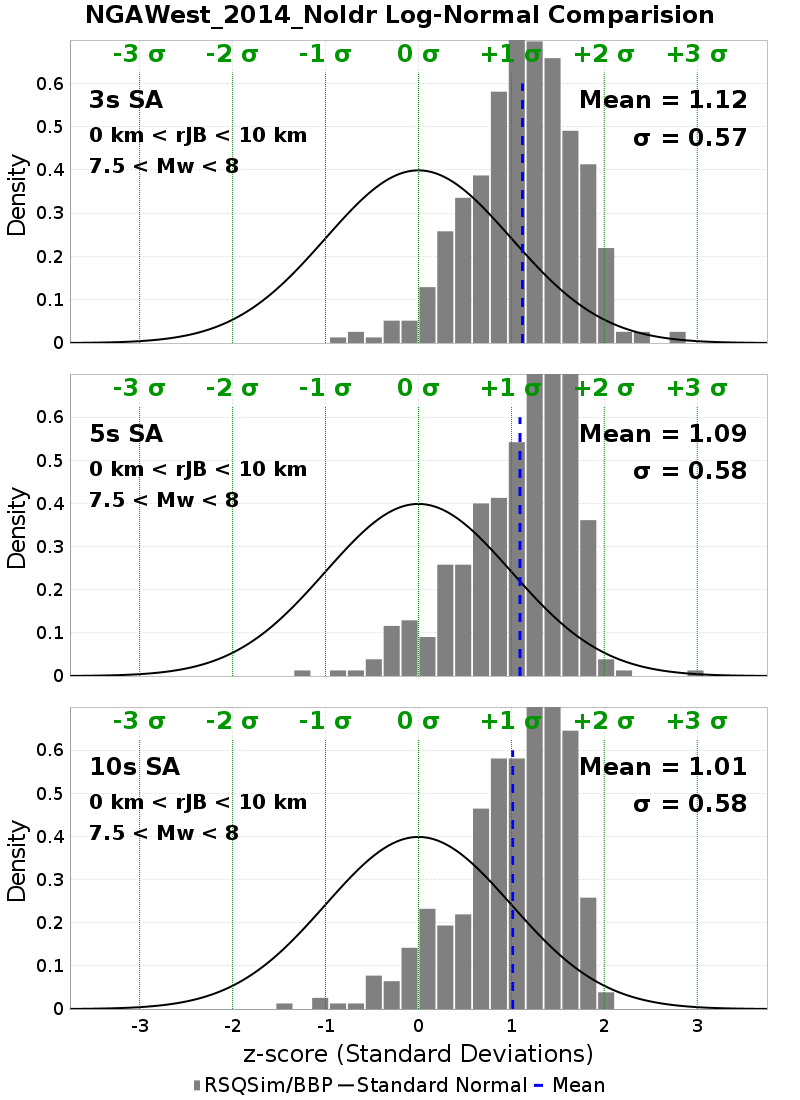 NGAWest_2014_NoIdr Log-Normal Comparision
-3 σ -2 σ -1 σ 0 σ +1 σ +2 σ +3 σ
0.6
3s SA
Mean = 1.12
0.5
0 km < rJB < 10 km
σ = 0.57
7.5 < Mw < 8
0.4
0.3
0.2
0.1
0
Density
-3 σ -2 σ -1 σ 0 σ +1 σ +2 σ +3 σ
0.6
5s SA
Mean = 1.09
0.5
0 km < rJB < 10 km
σ = 0.58
7.5 < Mw < 8
0.4
0.3
0.2
0.1
0
Density
-3 σ -2 σ -1 σ 0 σ +1 σ +2 σ +3 σ
0.6
10s SA
Mean = 1.01
0.5
0 km < rJB < 10 km
σ = 0.58
7.5 < Mw < 8
0.4
0.3
0.2
0.1
0
Density
-3 -2 -1 0 1 2 3
z-score (Standard Deviations)
RSQSim/BBP Standard Normal Mean